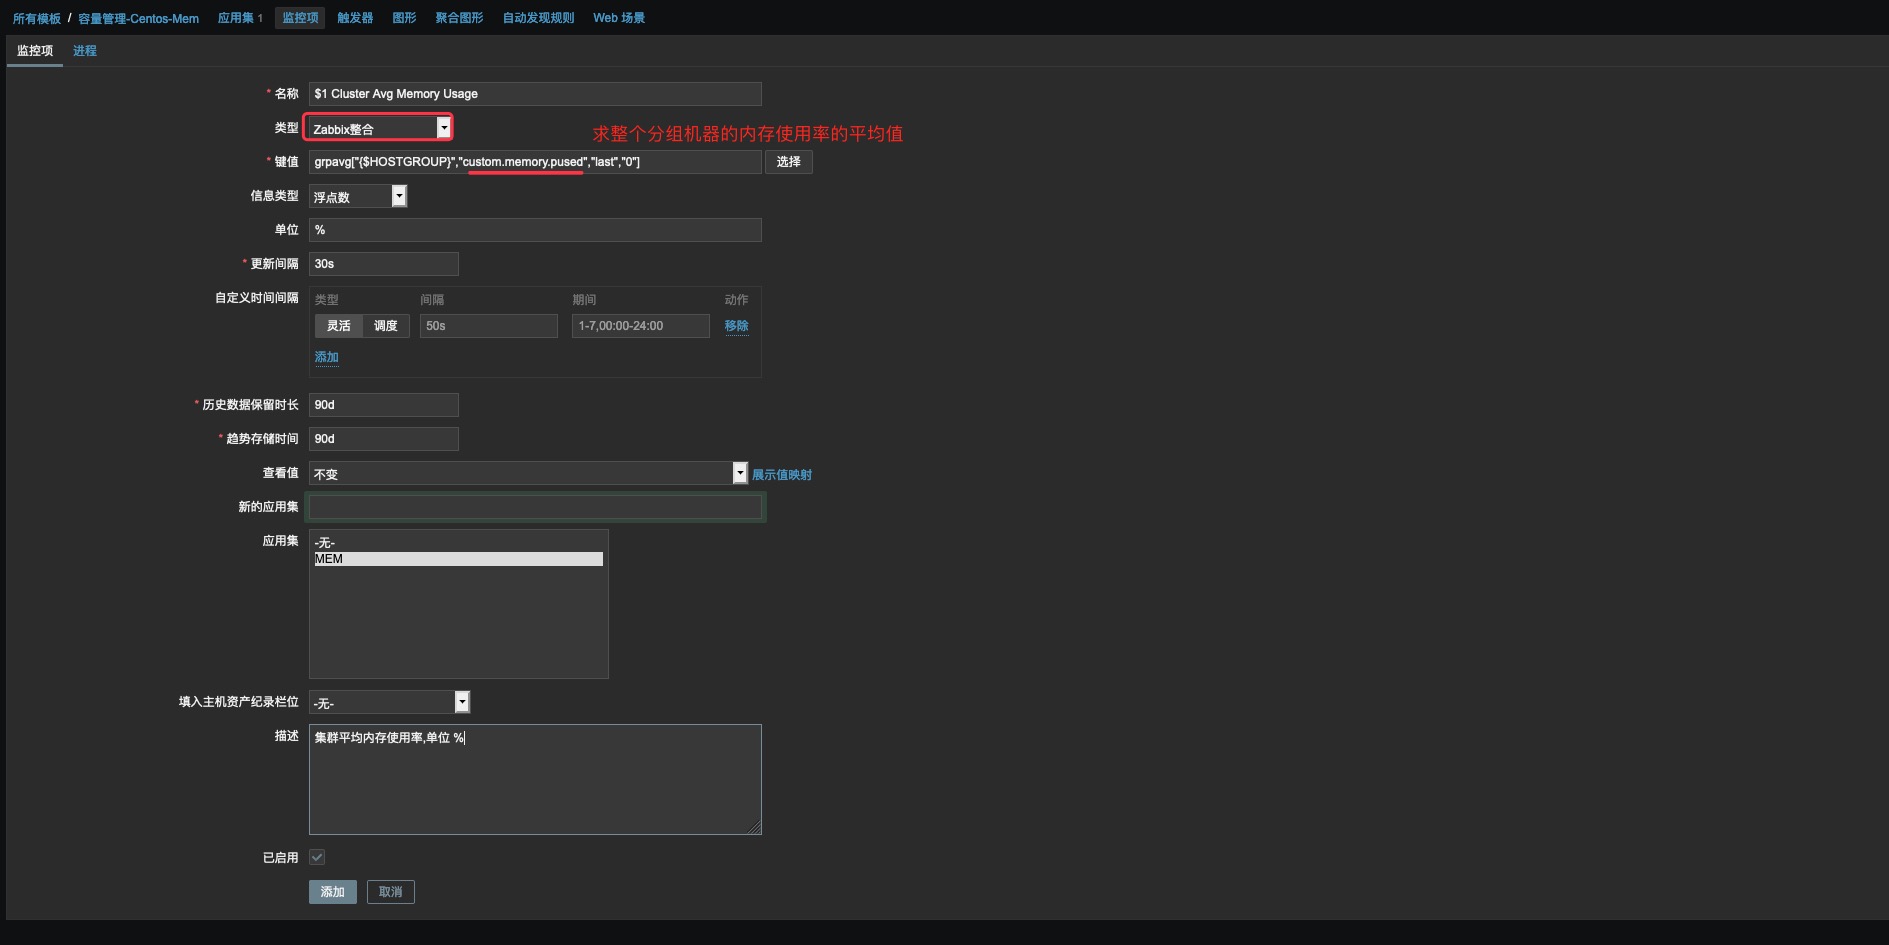 所有模板 / 容量管理-Centos-Mem 应用集 1 监控项 触发器 图形 聚合图形 自动发现规则 Web 场景
监控项 进程
* 名称 $1 Cluster Avg Memory Usage
类型 Zabbix整合
求整个分组机器的内存使用率的平均值
* 键值 grpavg["{$HOSTGROUP}","custom.memory.pused","last","0"] 选择
信息类型 浮点数
单位 %
* 更新间隔 30s
自定义时间间隔 类型 间隔 期间 动作
灵活 调度 50s 1-7,00:00-24:00 移除
添加
* 历史数据保留时长 90d
* 趋势存储时间 90d
查看值 不变 展示值映射
新的应用集
应用集 -无-
MEM
填入主机资产纪录栏位 -无-
描述 集群平均内存使用率,单位 %
已启用
添加 取消